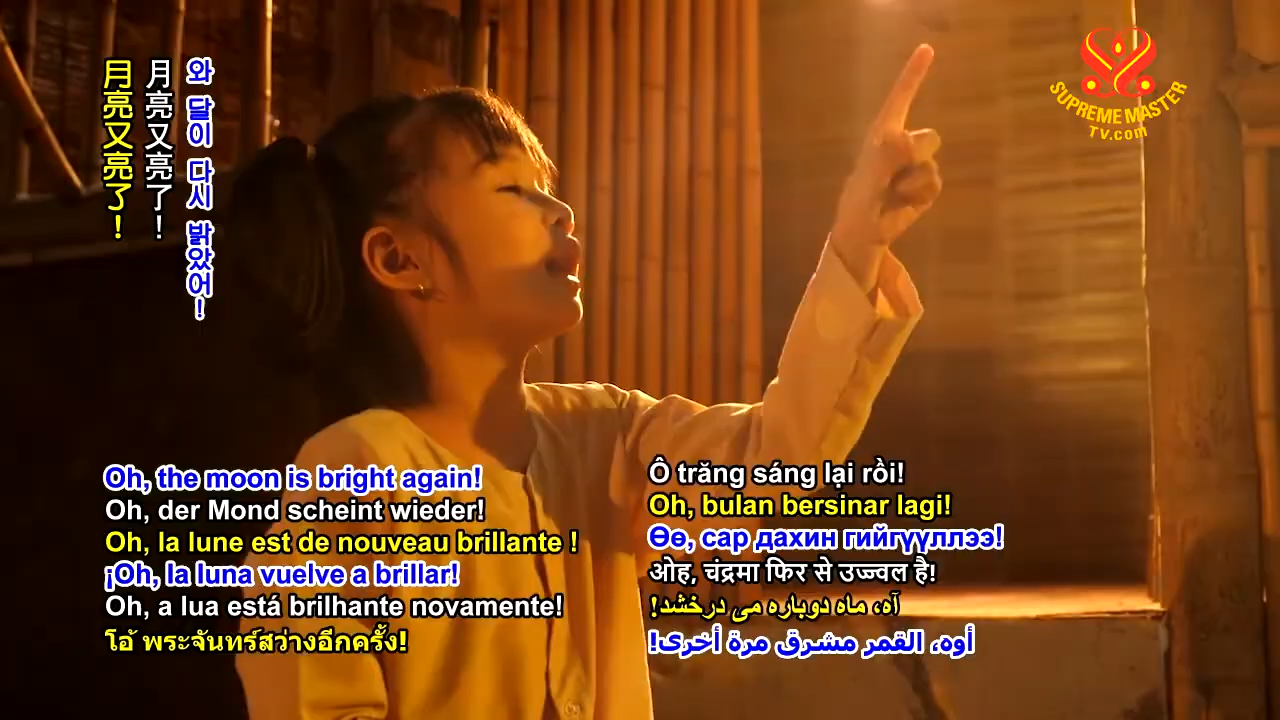 月亮又亮了！
月亮又亮了！
와 달이 다시 밝았어!
SUPREME MASTER
TV.com
Oh, the moon is bright again!
Oh, der Mond scheint wieder!
Oh, la lune est de nouveau brillante !
¡Oh, la luna vuelve a brillar!
Oh, a lua está brilhante novamente!
โอ้ พระจันทร์สว่างอีกครั้ง!
Ô trăng sáng lại rồi!
Oh, bulan bersinar lagi!
Өө, сар дахин гийгүүллээ!
ओह, चंद्रमा फिर से उज्ज्वल है!
آه، ماه دوباره می درخشد!
أوه، القمر مشرق مرة أخرى!